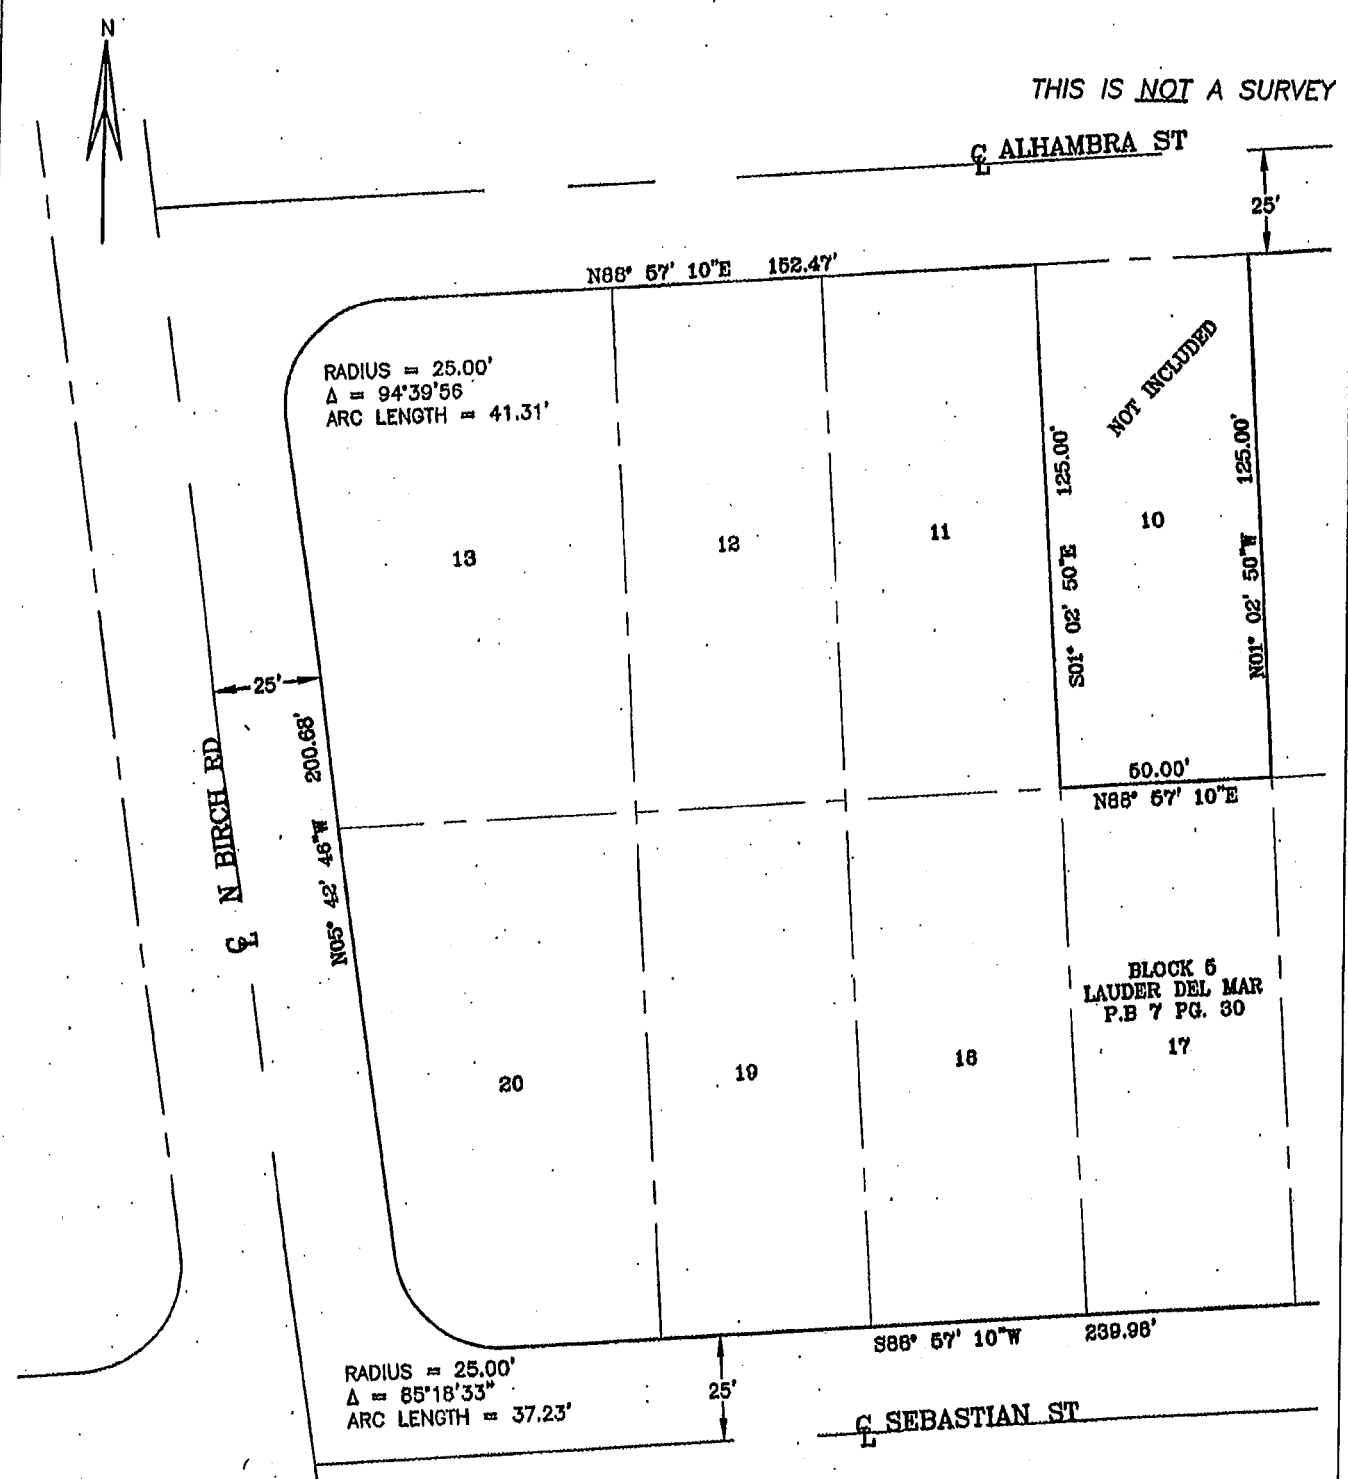 N
THIS IS NOT A SURVEY
℄ ALHAMBRA ST
25'
N88° 57' 10"E 152.47'
RADIUS = 25.00'
Δ = 94°39'56
ARC LENGTH = 41.31'
NOT INCLUDED
S01° 02' 50"E 125.00'
N01° 02' 50"W 125.00'
13
12
11
10
25'
℄ N BIRCH RD
N05° 42' 46"W 200.68'
50.00'
N88° 57' 10"E
BLOCK 5
LAUDER DEL MAR
P.B 7 PG. 30
20
19
18
17
S88° 57' 10"W 239.96'
RADIUS = 25.00'
Δ = 85°18'33"
ARC LENGTH = 37.23'
25'
℄ SEBASTIAN ST